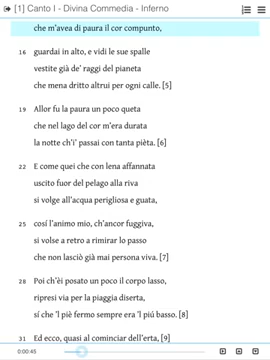 [1] Canto I - Divina Commedia - Inferno
che m'avea di paura il cor compunto,
16 guardai in alto, e vidi le sue spalle
vestite già de' raggi del pianeta
che mena dritto altrui per ogni calle. [5]
19 Allor fu la paura un poco queta
che nel lago del cor m'era durata
la notte ch'i' passai con tanta pièta. [6]
22 E come quei che con lena affannata
uscito fuor del pelago alla riva
si volge all'acqua perigliosa e guata,
25 cosí l'animo mio, ch'ancor fuggiva,
si volse a retro a rimirar lo passo
che non lasciò già mai persona viva. [7]
28 Poi ch'èi posato un poco il corpo lasso,
ripresi via per la piaggia diserta,
sí che 'l piè fermo sempre era 'l piú basso. [8]
31 Ed ecco, quasi al cominciar dell'erta, [9]
0:00:45